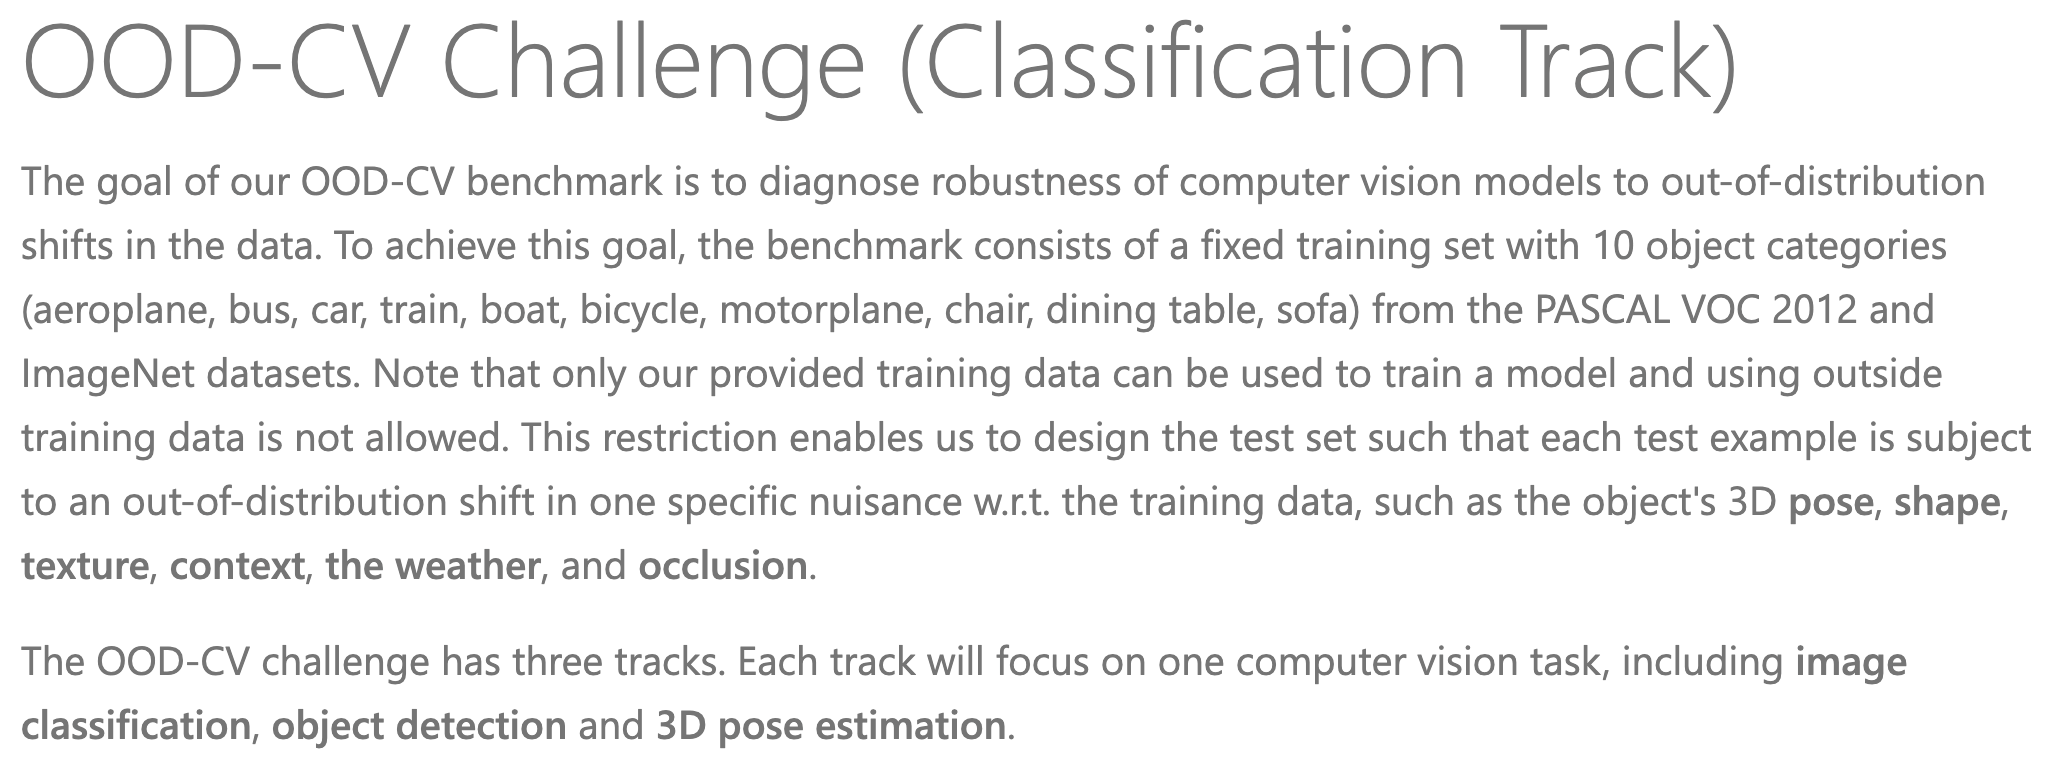 OOD-CV Challenge (Classification Track)
The goal of our OOD-CV benchmark is to diagnose robustness of computer vision models to out-of-distribution
shifts in the data. To achieve this goal, the benchmark consists of a fixed training set with 10 object categories
(aeroplane, bus, car, train, boat, bicycle, motorplane, chair, dining table, sofa) from the PASCAL VOC 2012 and
ImageNet datasets. Note that only our provided training data can be used to train a model and using outside
training data is not allowed. This restriction enables us to design the test set such that each test example is subject
to an out-of-distribution shift in one specific nuisance w.r.t. the training data, such as the object's 3D pose, shape,
texture, context, the weather, and occlusion.
The OOD-CV challenge has three tracks. Each track will focus on one computer vision task, including image
classification, object detection and 3D pose estimation.